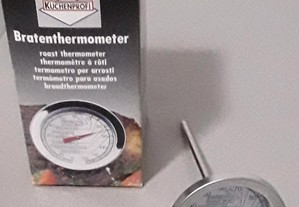 KÜCHENPROFI
Bratenthermometer
roast thermometer
thermomètre à rôti
termometro per arrosti
termómetro para asados
braadthermometer